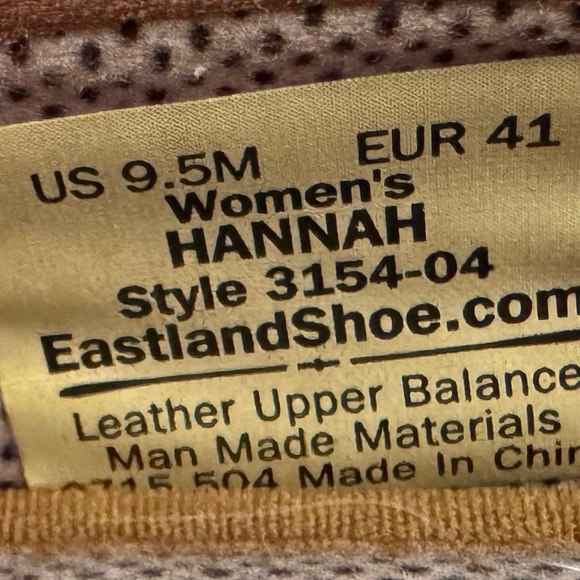 US 9.5M EUR 41
Women's
HANNAH
Style 3154-04
EastlandShoe.com
Leather Upper Balance
Man Made Materials
504 Made In